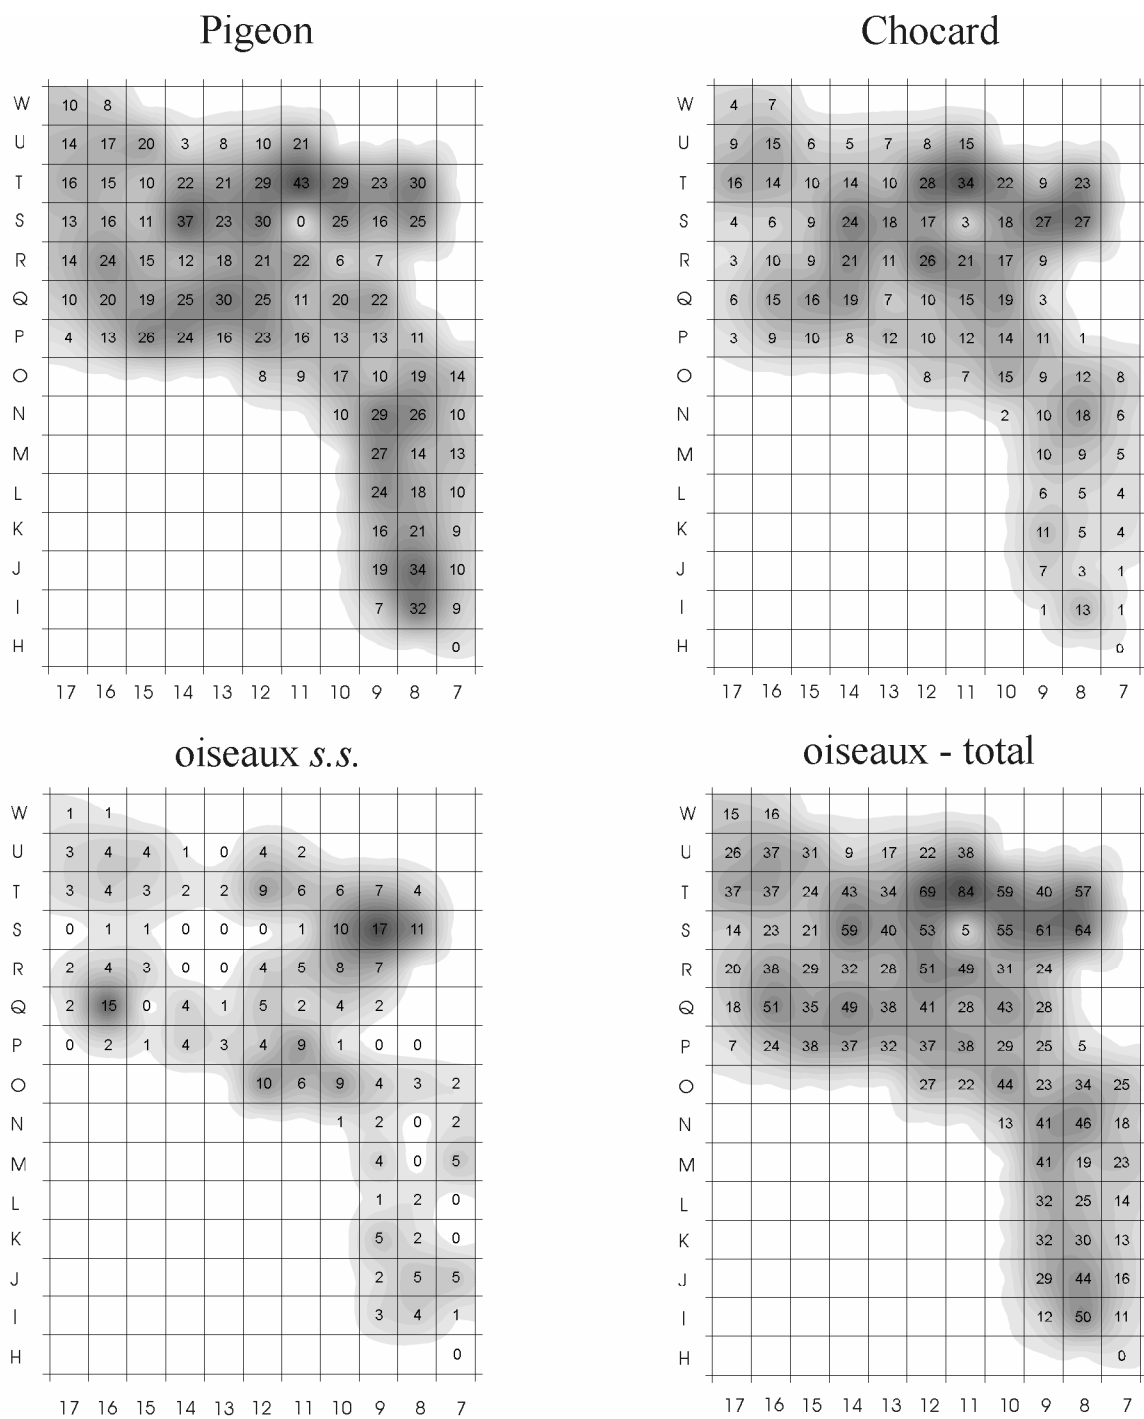 Pigeon
W 10 8
U 14 17 20 3 8 10 21
T 16 15 10 22 21 29 43 29 23 30
S 13 16 11 37 23 30 0 25 16 25
R 14 24 15 12 18 21 22 6 7
Q 10 20 19 25 30 25 11 20 22
P 4 13 26 24 16 23 16 13 13 11
O 8 9 17 10 19 14
N 10 29 26 10
M 27 14 13
L 24 18 10
K 16 21 9
J 19 34 10
I 7 32 9
H 0
17 16 15 14 13 12 11 10 9 8 7
Chocard
W 4 7
U 9 15 6 5 7 8 15
T 16 14 10 14 10 28 34 22 9 23
S 4 6 9 24 18 17 3 18 27 27
R 3 10 9 21 11 26 21 17 9
Q 6 15 16 19 7 10 15 19 3
P 3 9 10 8 12 10 12 14 11 1
O 8 7 15 9 12 8
N 2 10 18 6
M 10 9 5
L 6 5 4
K 11 5 4
J 7 3 1
I 1 13 1
H 0
17 16 15 14 13 12 11 10 9 8 7
oiseaux s.s.
W 1 1
U 3 4 4 1 0 4 2
T 3 4 3 2 2 9 6 6 7 4
S 0 1 1 0 0 0 1 10 17 11
R 2 4 3 0 0 4 5 8 7
Q 2 15 0 4 1 5 2 4 2
P 0 2 1 4 3 4 9 1 0 0
O 10 6 9 4 3 2
N 1 2 0 2
M 4 0 5
L 1 2 0
K 5 2 0
J 2 5 5
I 3 4 1
H 0
17 16 15 14 13 12 11 10 9 8 7
oiseaux - total
W 15 16
U 26 37 31 9 17 22 38
T 37 37 24 43 34 69 84 59 40 57
S 14 23 21 59 40 53 5 55 61 64
R 20 38 29 32 28 51 49 31 24
Q 18 51 35 49 38 41 28 43 28
P 7 24 38 37 32 37 38 29 25 5
O 27 22 44 23 34 25
N 13 41 46 18
M 41 19 23
L 32 25 14
K 32 30 13
J 29 44 16
I 12 50 11
H 0
17 16 15 14 13 12 11 10 9 8 7